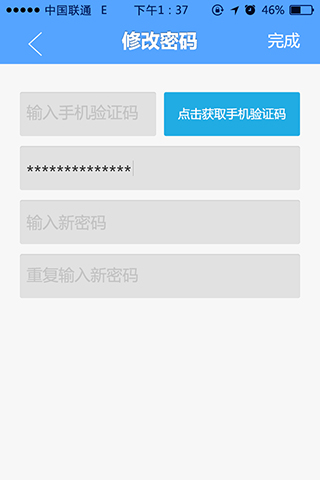 ●●●●● 中国联通 E 下午1：37 46%
修改密码 完成
输入手机验证码 点击获取手机验证码
**************
输入新密码
重复输入新密码